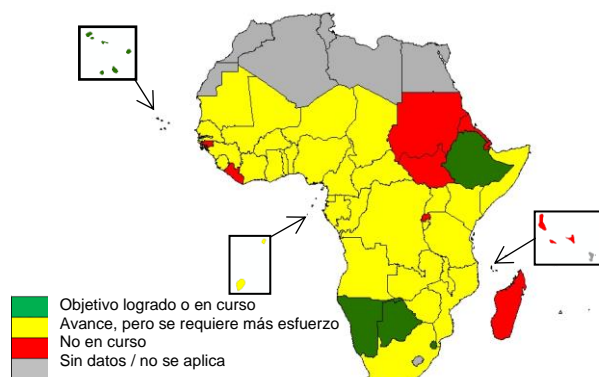 Objetivo logrado o en curso
Avance, pero se requiere más esfuerzo
No en curso
Sin datos / no se aplica